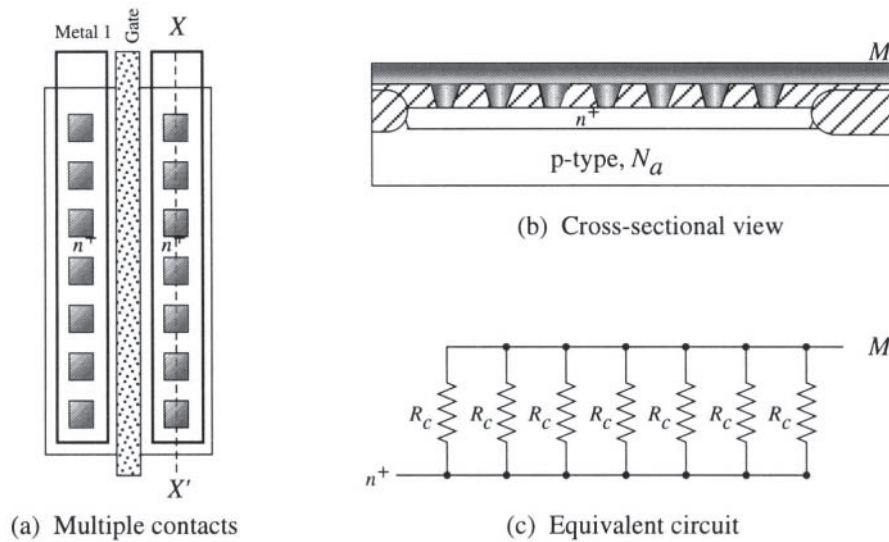 Metal 1
Gate
X
n+
n+
X'
(a) Multiple contacts
M
n+
p-type, Na
(b) Cross-sectional view
M
Rc Rc Rc Rc Rc Rc Rc
n+
(c) Equivalent circuit